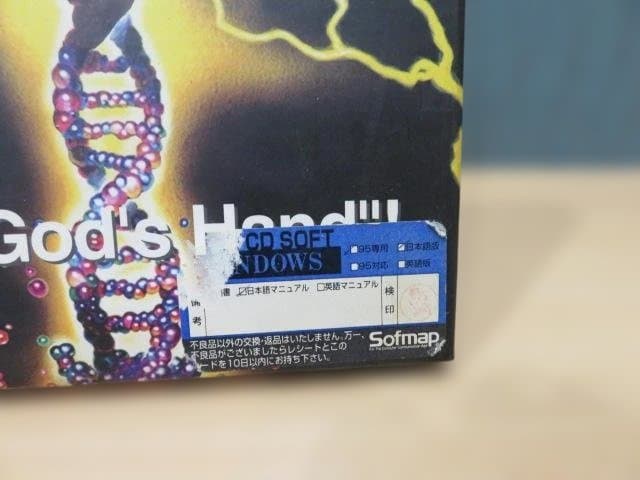 God's Hand"!
CD SOFT
NDOWS
95専用 日本語版
95対応 英語版
書 日本語マニュアル 英語マニュアル
備考
検印
不良品以外の交換・返品はいたしません。万一、
不良品がございましたらレシートとこの
ードを10日以内にお持ち下さい。
Sofmap